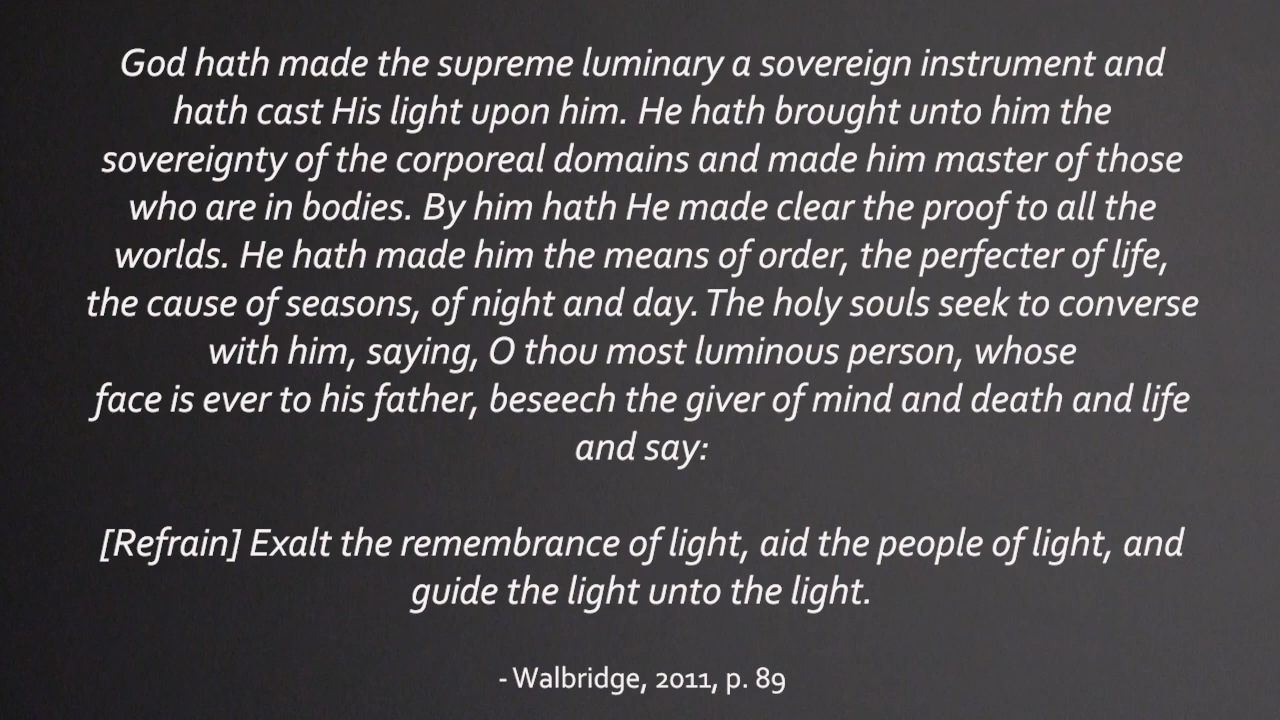 God hath made the supreme luminary a sovereign instrument and
hath cast His light upon him. He hath brought unto him the
sovereignty of the corporeal domains and made him master of those
who are in bodies. By him hath He made clear the proof to all the
worlds. He hath made him the means of order, the perfecter of life,
the cause of seasons, of night and day. The holy souls seek to converse
with him, saying, O thou most luminous person, whose
face is ever to his father, beseech the giver of mind and death and life
and say:
[Refrain] Exalt the remembrance of light, aid the people of light, and
guide the light unto the light.
- Walbridge, 2011, p. 89